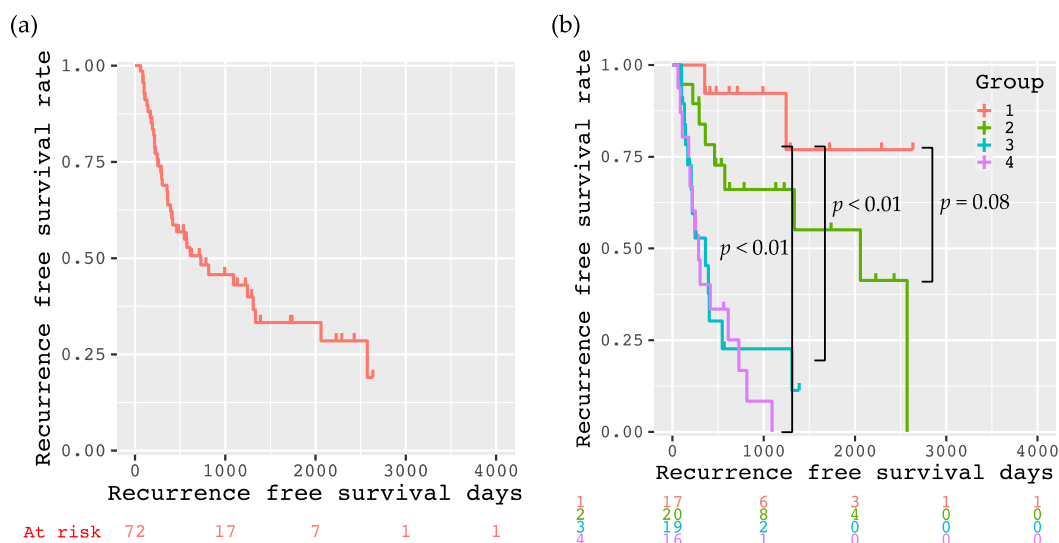 (a)
Recurrence free survival rate
1.00
0.75
0.50
0.25
0.00
0 1000 2000 3000 4000
Recurrence free survival days
At risk 72 17 7 1 1
(b)
Recurrence free survival rate
1.00
0.75
0.50
0.25
0.00
Group
1
2
3
4
p < 0.01
p < 0.01
p = 0.08
0 1000 2000 3000 4000
Recurrence free survival days
1 17 6 3 1 1
2 20 8 4 0 0
3 19 2 0 0 0
4 16 1 0 0 0